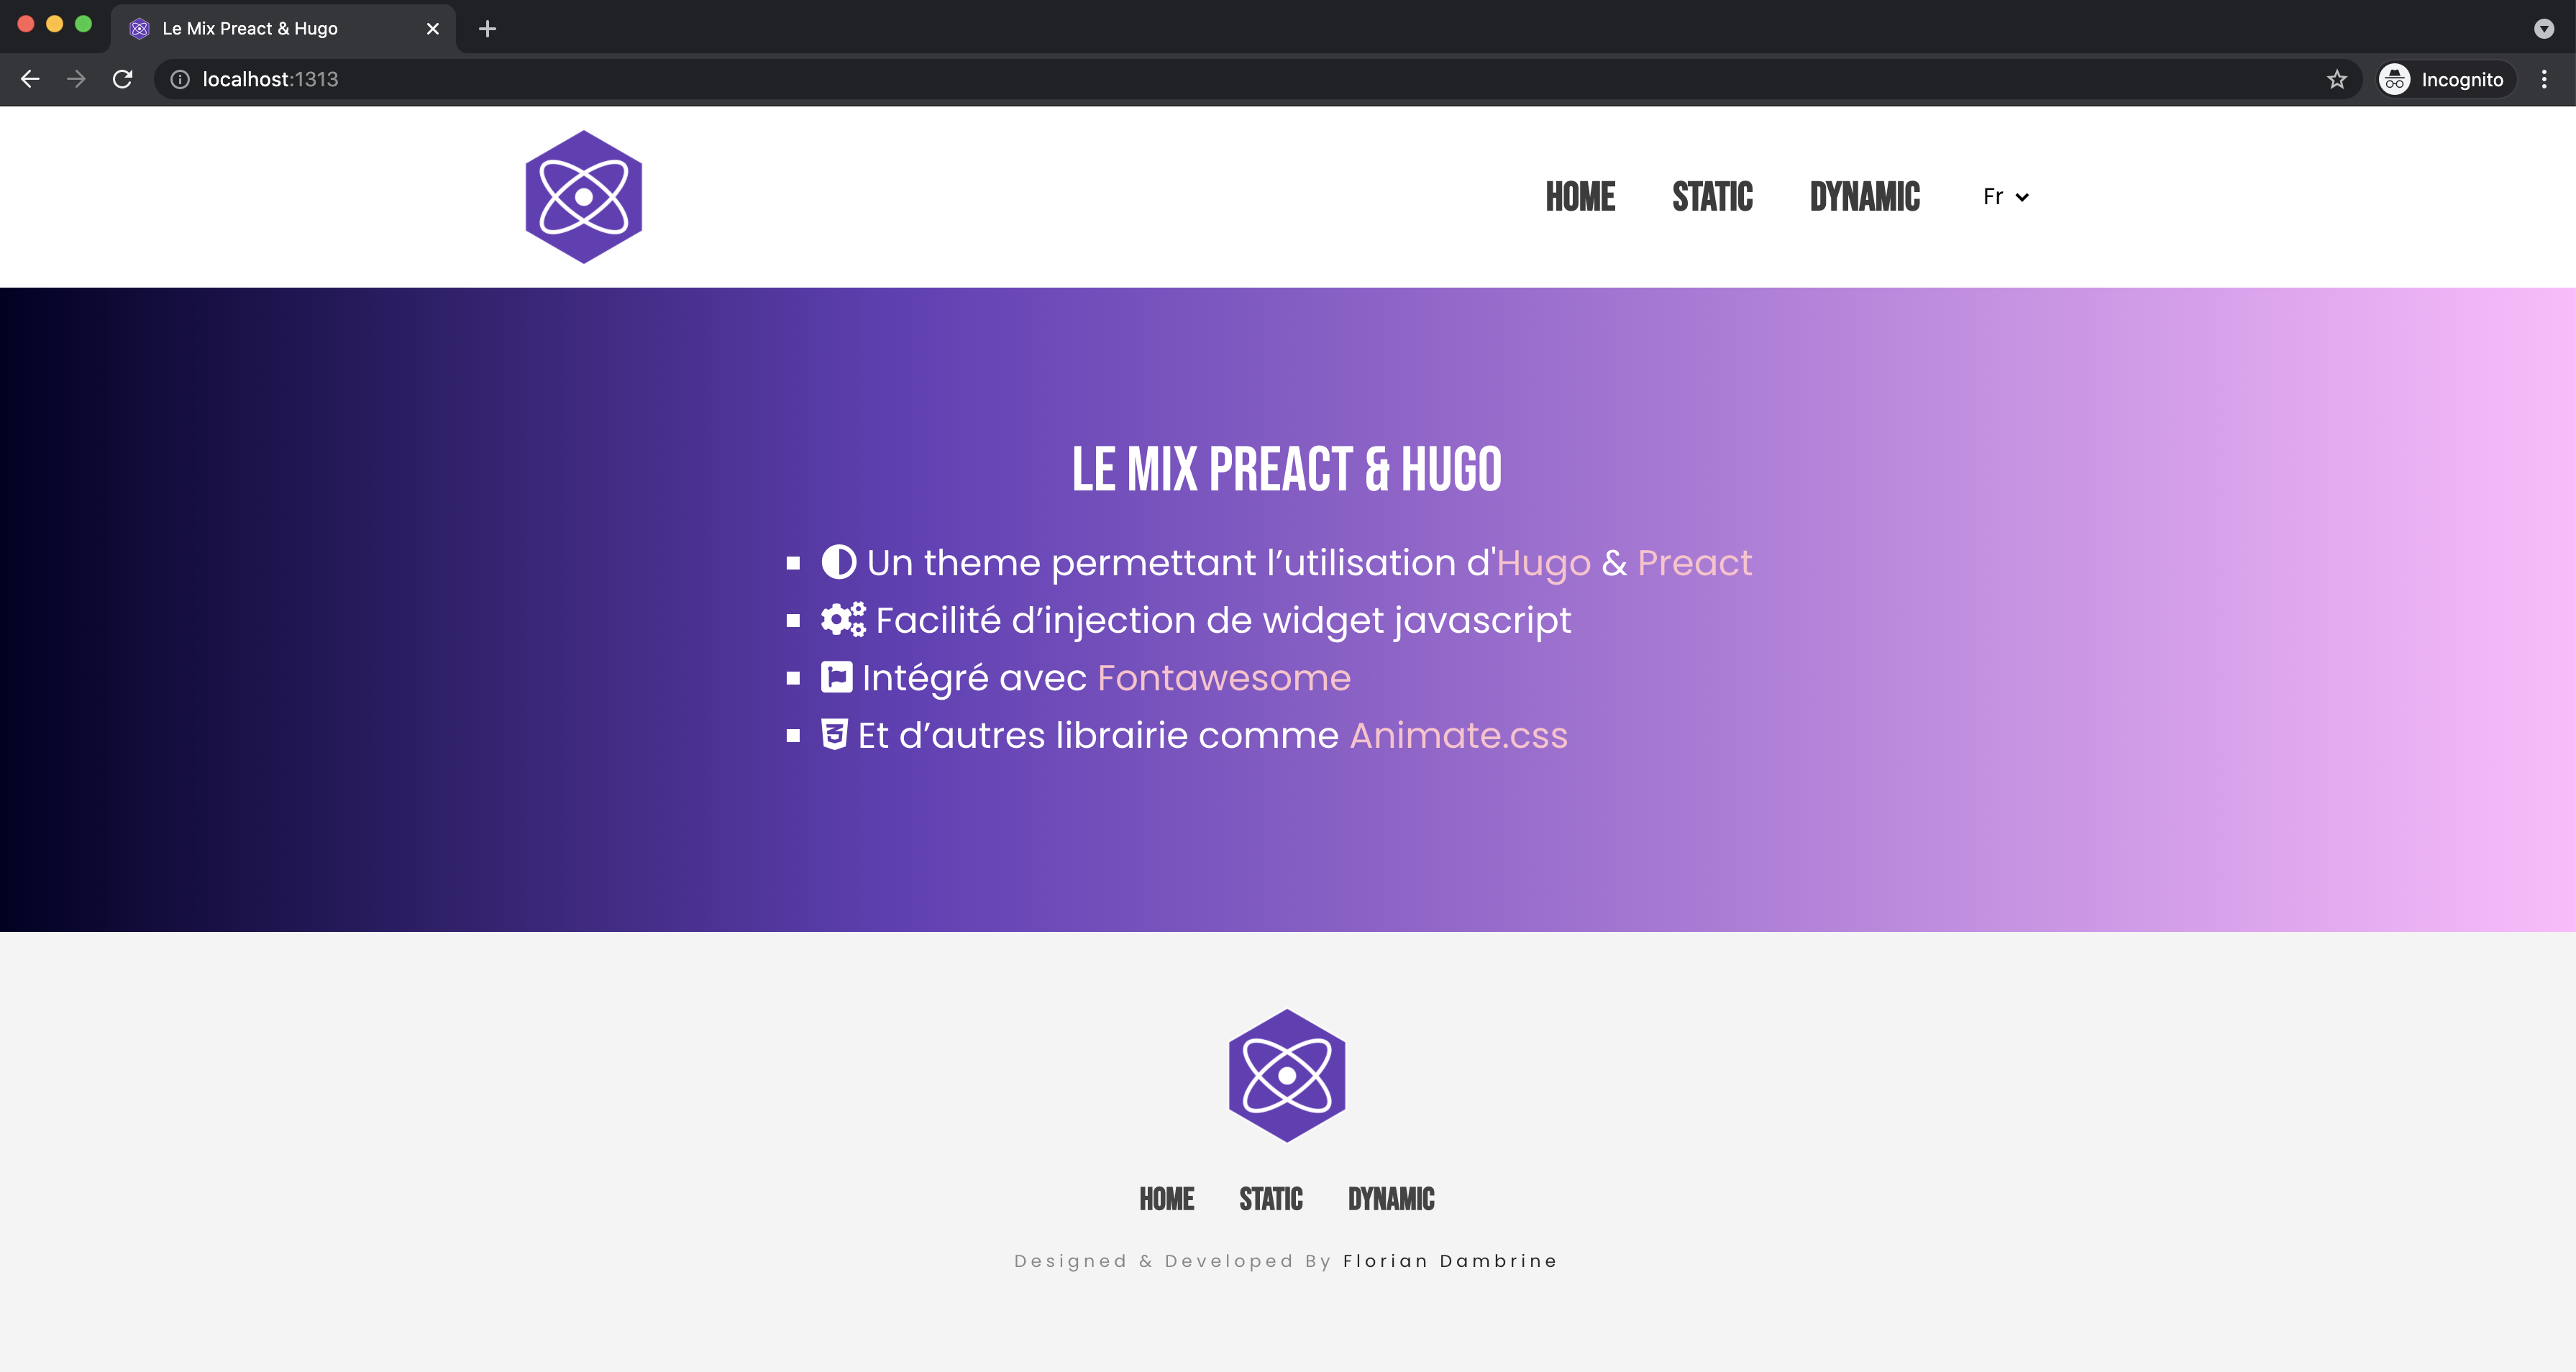 Le Mix Preact & Hugo
localhost:1313
Incognito
HOME STATIC DYNAMIC Fr
LE MIX PREACT & HUGO
Un theme permettant l’utilisation d'Hugo & Preact
Facilité d’injection de widget javascript
Intégré avec Fontawesome
Et d’autres librairie comme Animate.css
HOME STATIC DYNAMIC
Designed & Developed By Florian Dambrine